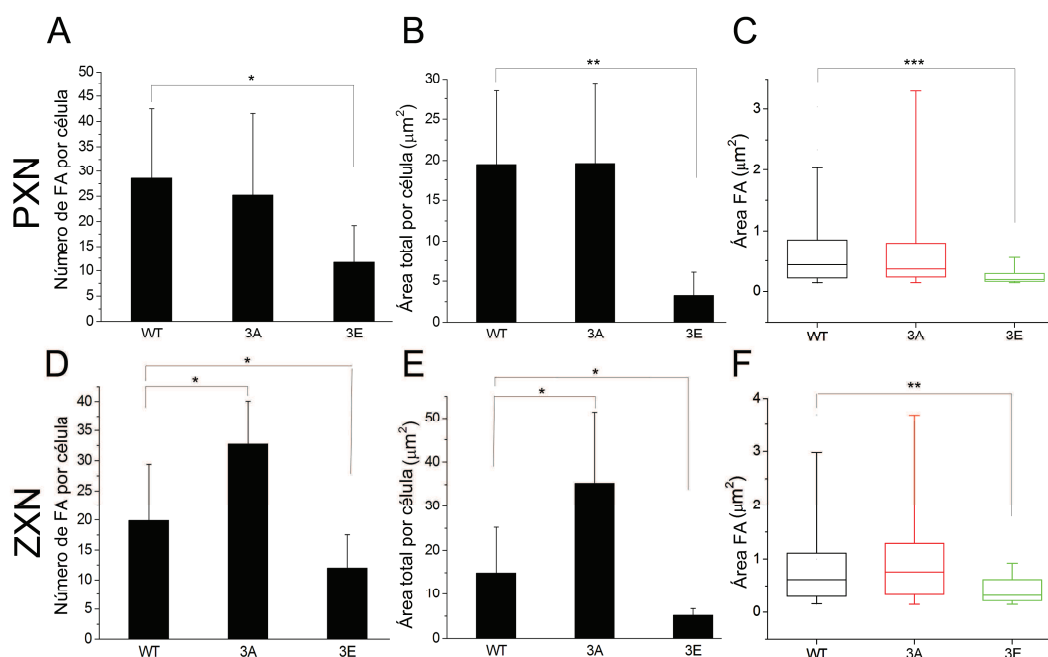 A
B
C
PXN
Número de FA por célula
50
45
40
35
30
25
20
15
10
5
0
*
WT
3A
3E
Área total por célula (μm²)
30
25
20
15
10
5
0
**
WT
3A
3E
Área FA (μm²)
3
2
1
0
***
WT
3A
3E
D
E
F
ZXN
Número de FA por célula
40
35
30
25
20
15
10
5
0
*
*
WT
3A
3E
Área total por célula (μm²)
50
40
30
20
10
0
*
*
WT
3A
3E
Área FA (μm²)
4
3
2
1
0
**
WT
3A
3E